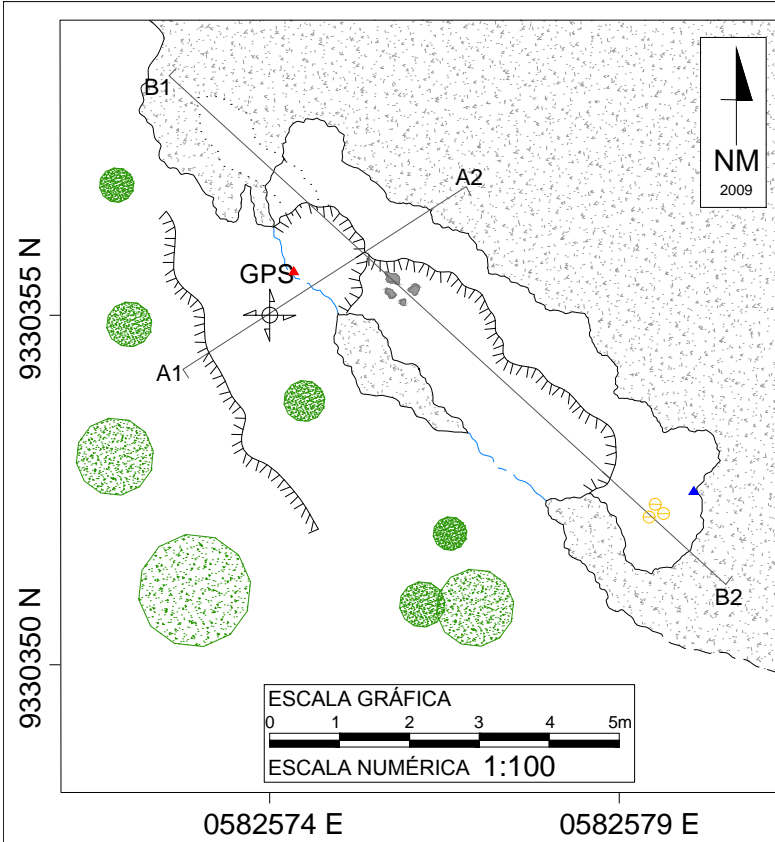 B1
NM
2009
A2
GPS
9330355 N
A1
B2
9330350 N
ESCALA GRÁFICA
0 1 2 3 4 5m
ESCALA NUMÉRICA 1:100
0582574 E 0582579 E